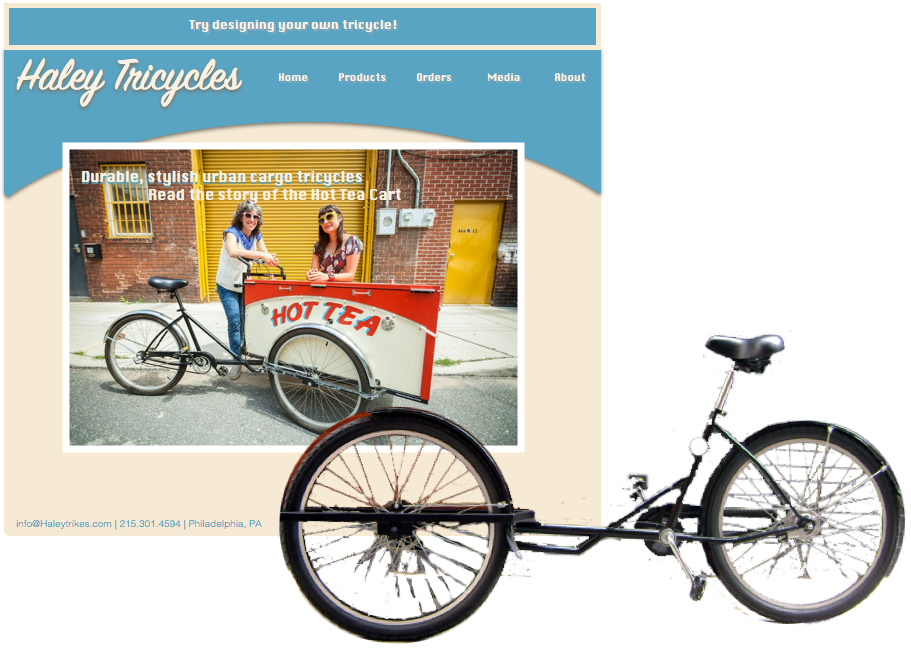 Try designing your own tricycle!
Haley Tricycles
Home Products Orders Media About
Durable, stylish urban cargo tricycles
Read the story of the Hot Tea Cart
HOT TEA
info@Haleytrikes.com | 215.301.4594 | Philadelphia, PA